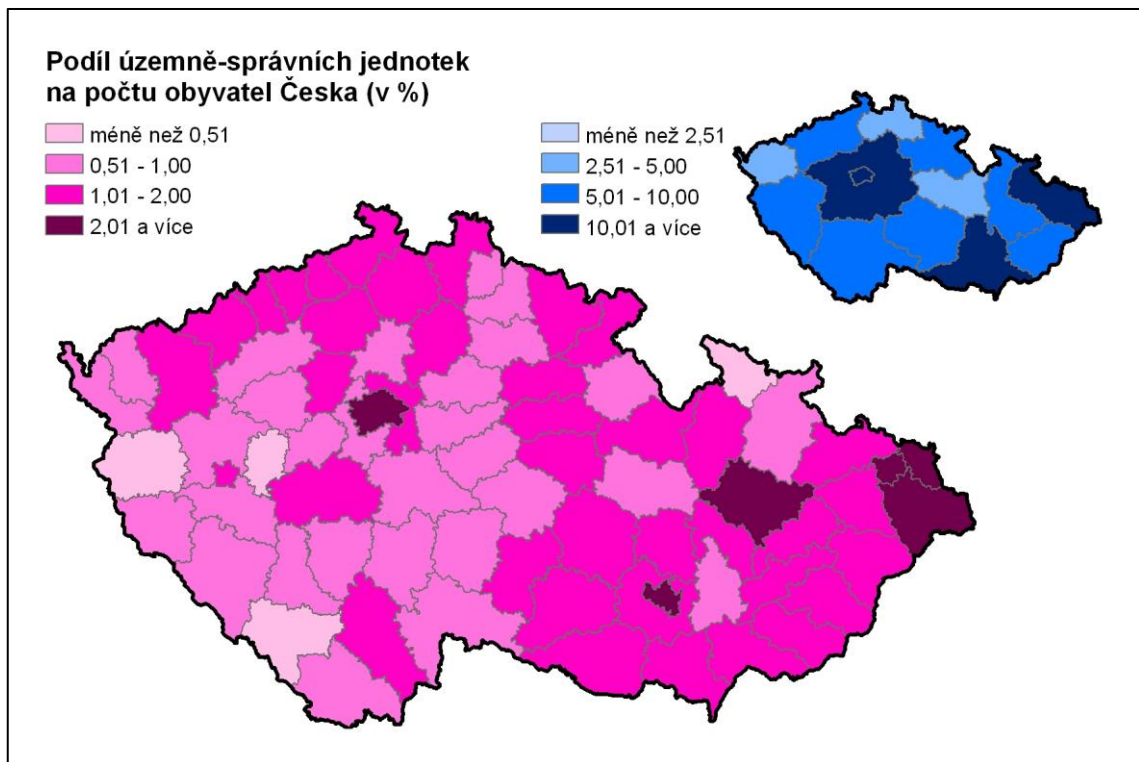 Podíl územně-správních jednotek
na počtu obyvatel Česka (v %)
méně než 0,51
0,51 - 1,00
1,01 - 2,00
2,01 a více
méně než 2,51
2,51 - 5,00
5,01 - 10,00
10,01 a více